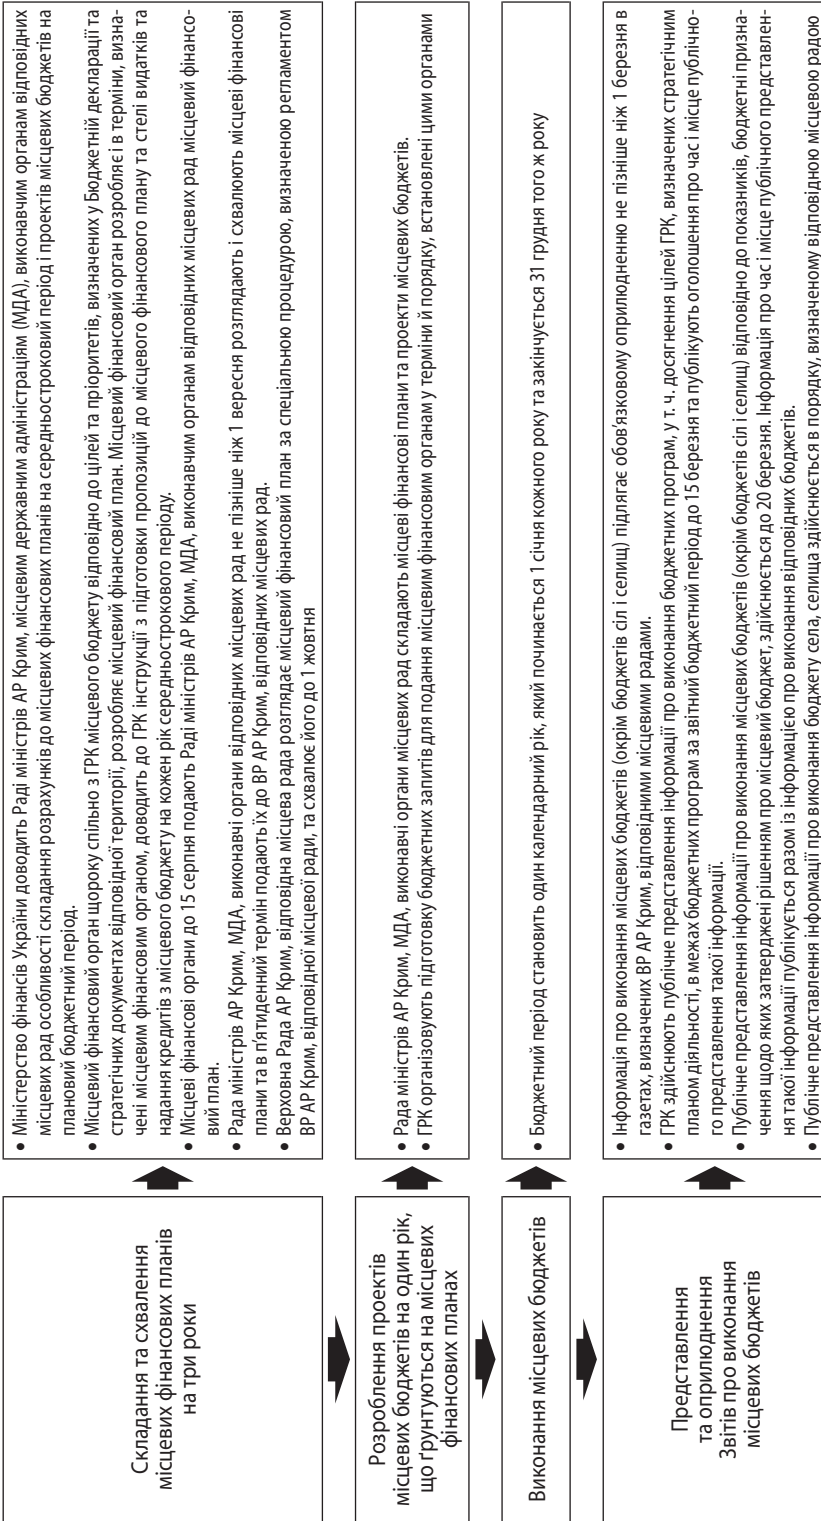 Складання та схвалення
місцевих фінансових планів
на три роки
• Міністерство фінансів України доводить Раді міністрів АР Крим, місцевим державним адміністраціям (МДА), виконавчим органам відповідних
місцевих рад особливості складання розрахунків до місцевих фінансових планів на середньостроковий період і проектів місцевих бюджетів на
плановий бюджетний період.
• Місцевий фінансовий орган щороку спільно з ГРК місцевого бюджету відповідно до цілей та пріоритетів, визначених у Бюджетній декларації та
стратегічних документах відповідної території, розробляє місцевий фінансовий план. Місцевий фінансовий орган розробляє і в терміни, визна-
чені місцевим фінансовим органом, доводить до ГРК інструкції з підготовки пропозицій до місцевого фінансового плану та стелі видатків та
надання кредитів з місцевого бюджету на кожен рік середньострокового періоду.
• Місцеві фінансові органи до 15 серпня подають Раді міністрів АР Крим, МДА, виконавчим органам відповідних місцевих рад місцевий фінансо-
вий план.
• Рада міністрів АР Крим, МДА, виконавчі органи відповідних місцевих рад не пізніше ніж 1 вересня розглядають і схвалюють місцеві фінансові
плани та в п'ятиденний термін подають їх до ВР АР Крим, відповідних місцевих рад.
• Верховна Рада АР Крим, відповідна місцева рада розглядає місцевий фінансовий план за спеціальною процедурою, визначеною регламентом
ВР АР Крим, відповідної місцевої ради, та схвалює його до 1 жовтня
Розроблення проектів
місцевих бюджетів на один рік,
що ґрунтуються на місцевих
фінансових планах
• Рада міністрів АР Крим, МДА, виконавчі органи місцевих рад складають місцеві фінансові плани та проекти місцевих бюджетів.
• ГРК організовують підготовку бюджетних запитів для подання місцевим фінансовим органам у терміни й порядку, встановлені цими органами
Виконання місцевих бюджетів
• Бюджетний період становить один календарний рік, який починається 1 січня кожного року та закінчується 31 грудня того ж року
Представлення
та оприлюднення
Звітів про виконання
місцевих бюджетів
• Інформація про виконання місцевих бюджетів (окрім бюджетів сіл і селищ) підлягає обов'язковому оприлюдненню не пізніше ніж 1 березня в
газетах, визначених ВР АР Крим, відповідними місцевими радами.
• ГРК здійснюють публічне представлення інформації про виконання бюджетних програм, у т. ч. досягнення цілей ГРК, визначених стратегічним
планом діяльності, в межах бюджетних програм за звітний бюджетний період до 15 березня та публікують оголошення про час і місце публічно-
го представлення такої інформації.
• Публічне представлення інформації про виконання місцевих бюджетів (окрім бюджетів сіл і селищ) відповідно до показників, бюджетні призна-
чення щодо яких затверджені рішенням про місцевий бюджет, здійснюється до 20 березня. Інформація про час і місце публічного представлен-
ня такої інформації публікується разом із інформацією про виконання відповідних бюджетів.
• Публічне представлення інформації про виконання бюджету села, селища здійснюється в порядку, визначеному відповідною місцевою радою